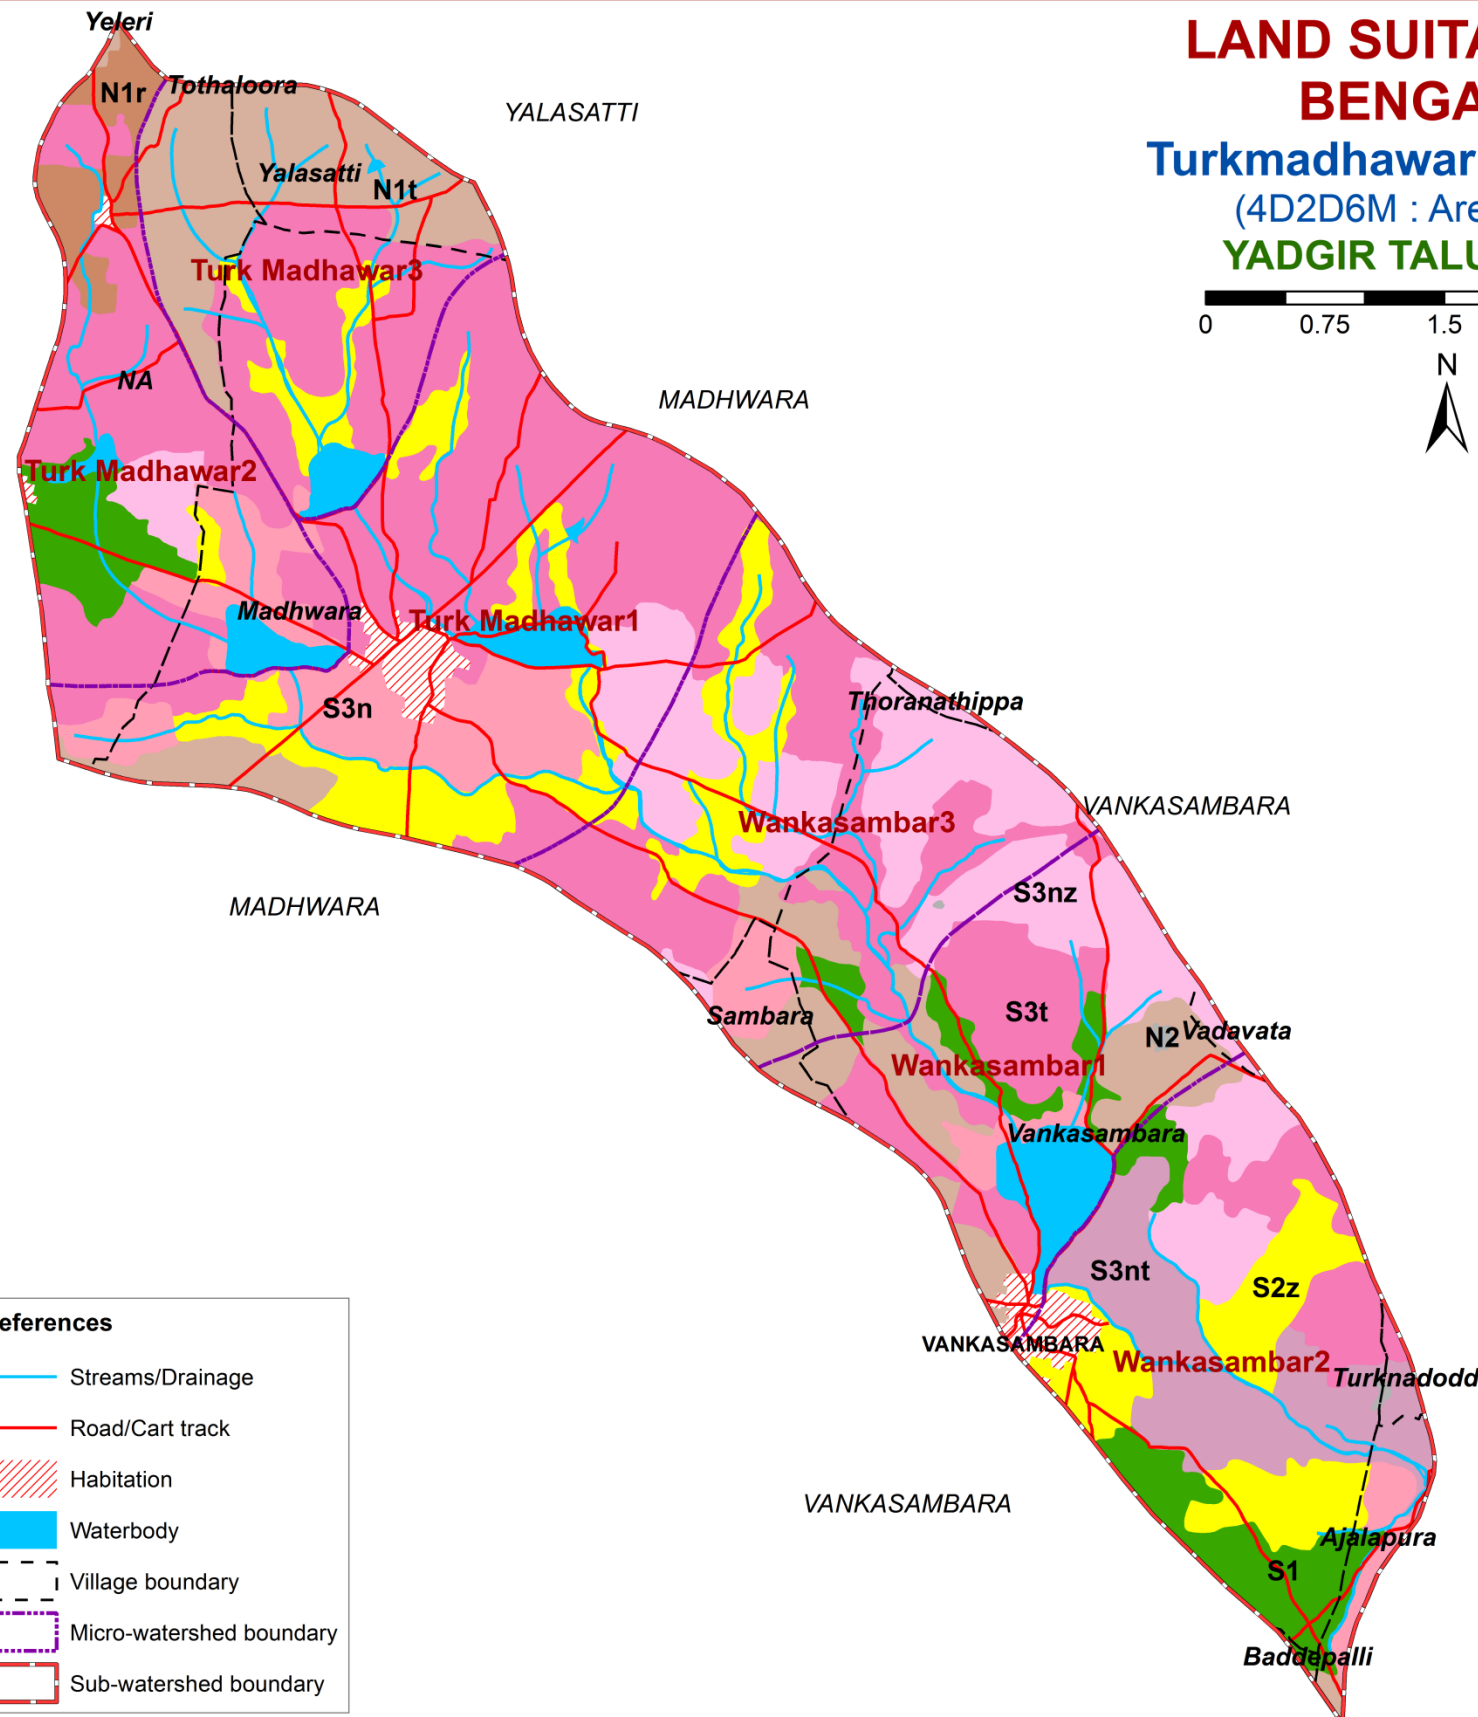 LAND SUITA
BENGA
Turkmadhawar
(4D2D6M : Are
YADGIR TALU
0 0.75 1.5
N
Yeleri
N1r
Tothaloora
YALASATTI
Yalasatti
N1t
Turk Madhawar3
NA
MADHWARA
Turk Madhawar2
Madhwara
Turk Madhawar1
S3n
Thoranathippa
VANKASAMBARA
Wankasambar3
S3nz
MADHWARA
S3t
Sambara
N2
Vadavata
Wankasambar1
Vankasambara
S3nt
S2z
VANKASAMBARA
Wankasambar2
Turknadodd
VANKASAMBARA
Ajalapura
S1
Baddepalli
eferences
Streams/Drainage
Road/Cart track
Habitation
Waterbody
Village boundary
Micro-watershed boundary
Sub-watershed boundary